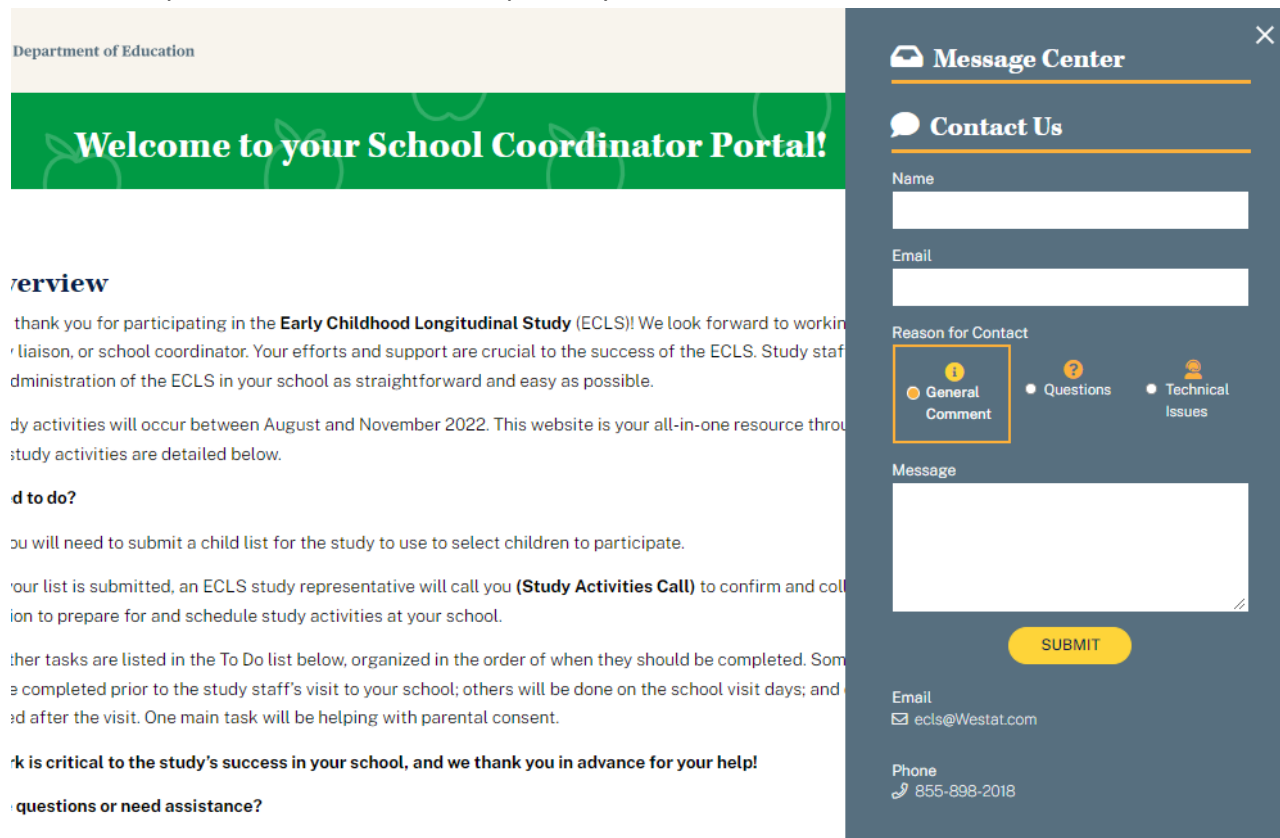 Department of Education
Welcome to your School Coordinator Portal!
verview
thank you for participating in the Early Childhood Longitudinal Study (ECLS)! We look forward to workin
liaison, or school coordinator. Your efforts and support are crucial to the success of the ECLS. Study staf
dministration of the ECLS in your school as straightforward and easy as possible.
dy activities will occur between August and November 2022. This website is your all-in-one resource throu
study activities are detailed below.
d to do?
ou will need to submit a child list for the study to use to select children to participate.
our list is submitted, an ECLS study representative will call you (Study Activities Call) to confirm and coll
ion to prepare for and schedule study activities at your school.
ther tasks are listed in the To Do list below, organized in the order of when they should be completed. Som
e completed prior to the study staff's visit to your school; others will be done on the school visit days; and
ed after the visit. One main task will be helping with parental consent.
rk is critical to the study's success in your school, and we thank you in advance for your help!
questions or need assistance?
Message Center
Contact Us
Name
Email
Reason for Contact
General Comment
Questions
Technical Issues
Message
SUBMIT
Email
ecls@Westat.com
Phone
855-898-2018